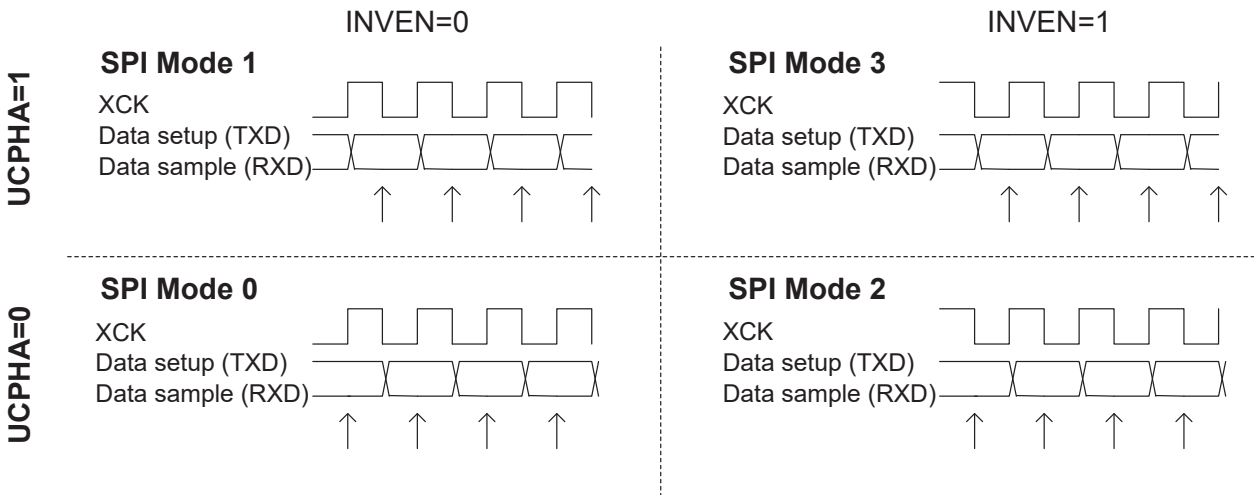 INVEN=0
INVEN=1
UCPHA=1
SPI Mode 1
XCK
Data setup (TXD)
Data sample (RXD)
SPI Mode 3
XCK
Data setup (TXD)
Data sample (RXD)
UCPHA=0
SPI Mode 0
XCK
Data setup (TXD)
Data sample (RXD)
SPI Mode 2
XCK
Data setup (TXD)
Data sample (RXD)